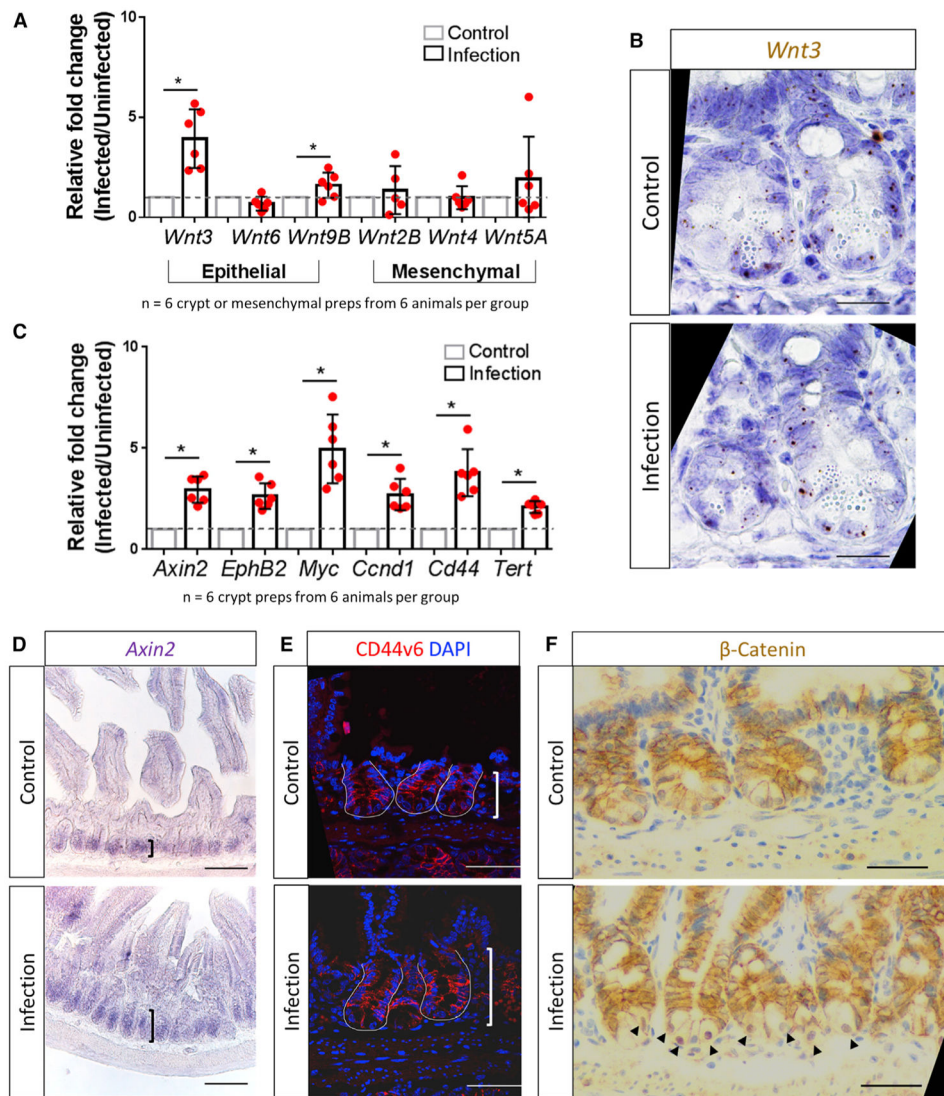 A
Relative fold change
(Infected/Uninfected)
10
5
0
Control
Infection
*
*
Wnt3 Wnt6 Wnt9B Wnt2B Wnt4 Wnt5A
Epithelial Mesenchymal
n = 6 crypt or mesenchymal preps from 6 animals per group
B
Wnt3
Control
Infection
C
Relative fold change
(Infected/Uninfected)
10
5
0
Control
Infection
*
*
*
*
*
*
Axin2 EphB2 Myc Ccnd1 Cd44 Tert
n = 6 crypt preps from 6 animals per group
D
Axin2
Control
Infection
E
CD44v6 DAPI
Control
Infection
F
β-Catenin
Control
Infection